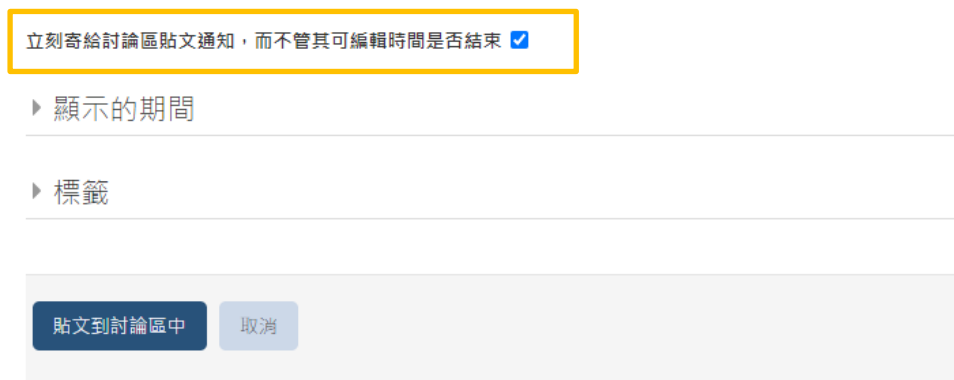 立刻寄給討論區貼文通知，而不管其可編輯時間是否結束
顯示的期間
標籤
貼文到討論區中
取消